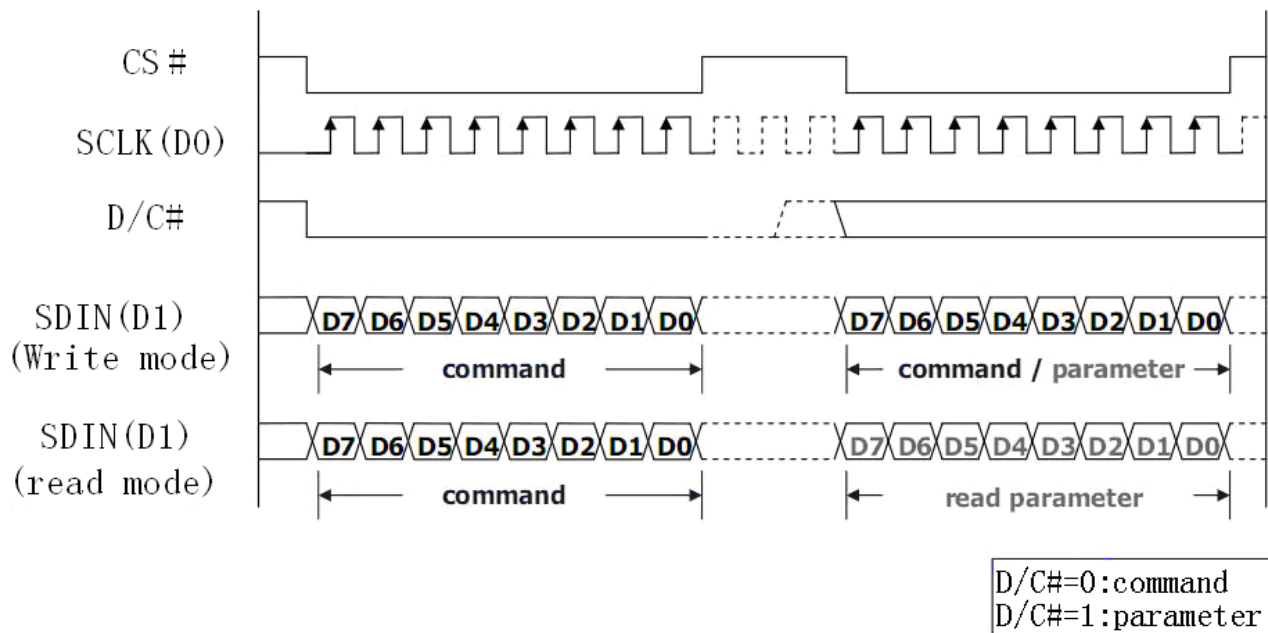 CS#
SCLK(D0)
D/C#
SDIN(D1)
(Write mode)
D7 D6 D5 D4 D3 D2 D1 D0
D7 D6 D5 D4 D3 D2 D1 D0
command
command / parameter
SDIN(D1)
(read mode)
D7 D6 D5 D4 D3 D2 D1 D0
D7 D6 D5 D4 D3 D2 D1 D0
command
read parameter
D/C#=0:command
D/C#=1:parameter